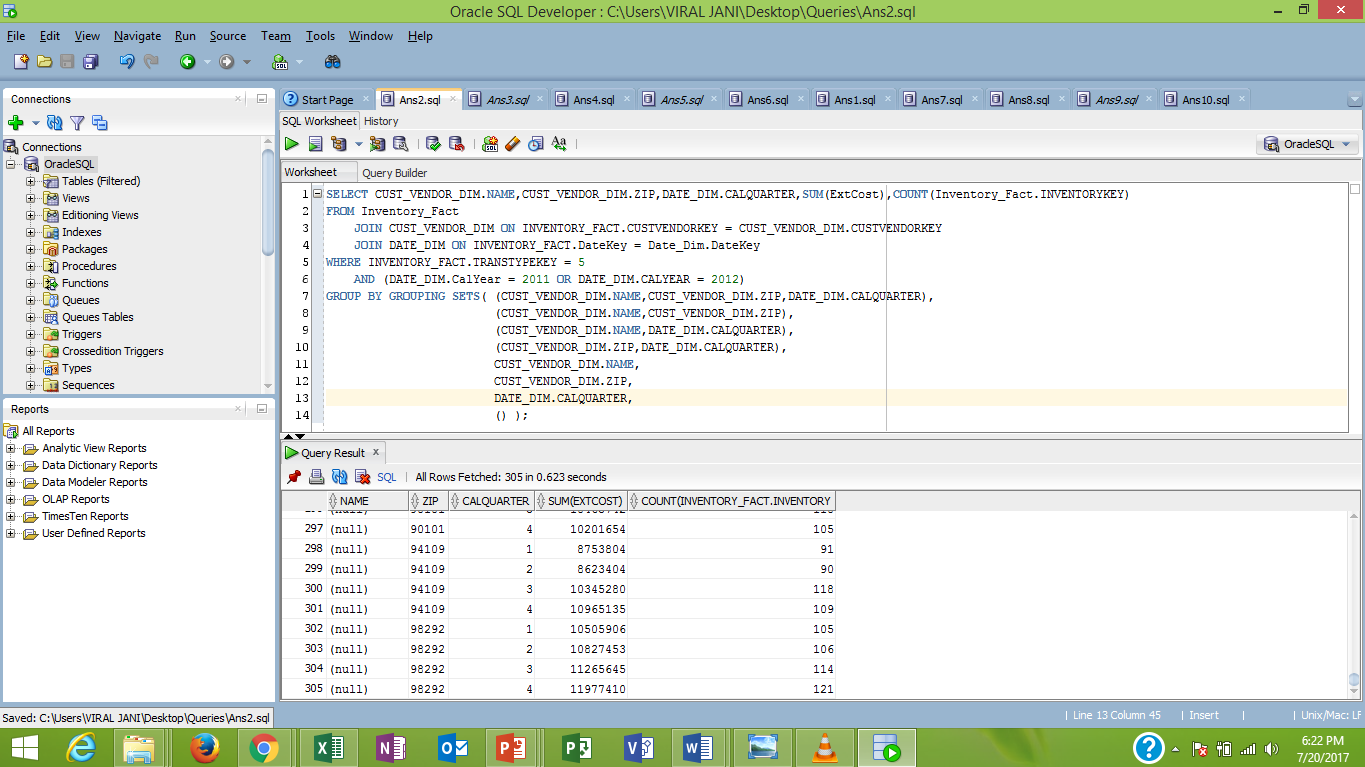 Oracle SQL Developer : C:\Users\VIRAL JANI\Desktop\Queries\Ans2.sql
File Edit View Navigate Run Source Team Tools Window Help
Connections
Connections
OracleSQL
Tables (Filtered)
Views
Editioning Views
Indexes
Packages
Procedures
Functions
Queues
Queues Tables
Triggers
Crossedition Triggers
Types
Sequences
Reports
All Reports
Analytic View Reports
Data Dictionary Reports
Data Modeler Reports
OLAP Reports
TimesTen Reports
User Defined Reports
Start Page Ans2.sql Ans3.sql Ans4.sql Ans5.sql Ans6.sql Ans1.sql Ans7.sql Ans8.sql Ans9.sql Ans10.sql
SQL Worksheet History
OracleSQL
Worksheet Query Builder
1 SELECT CUST_VENDOR_DIM.NAME,CUST_VENDOR_DIM.ZIP,DATE_DIM.CALQUARTER,SUM(ExtCost),COUNT(Inventory_Fact.INVENTORYKEY)
2 FROM Inventory_Fact
3 JOIN CUST_VENDOR_DIM ON INVENTORY_FACT.CUSTVENDORKEY = CUST_VENDOR_DIM.CUSTVENDORKEY
4 JOIN DATE_DIM ON INVENTORY_FACT.DateKey = Date_Dim.DateKey
5 WHERE INVENTORY_FACT.TRANSTYPEKEY = 5
6 AND (DATE_DIM.CalYear = 2011 OR DATE_DIM.CALYEAR = 2012)
7 GROUP BY GROUPING SETS( (CUST_VENDOR_DIM.NAME,CUST_VENDOR_DIM.ZIP,DATE_DIM.CALQUARTER),
8 (CUST_VENDOR_DIM.NAME,CUST_VENDOR_DIM.ZIP),
9 (CUST_VENDOR_DIM.NAME,DATE_DIM.CALQUARTER),
10 (CUST_VENDOR_DIM.ZIP,DATE_DIM.CALQUARTER),
11 CUST_VENDOR_DIM.NAME,
12 CUST_VENDOR_DIM.ZIP,
13 DATE_DIM.CALQUARTER,
14 () );
Query Result
SQL | All Rows Fetched: 305 in 0.623 seconds
NAME ZIP CALQUARTER SUM(EXTCOST) COUNT(INVENTORY_FACT.INVENTORY
297 (null) 90101 4 10201654 105
298 (null) 94109 1 8753804 91
299 (null) 94109 2 8623404 90
300 (null) 94109 3 10345280 118
301 (null) 94109 4 10965135 109
302 (null) 98292 1 10505906 105
303 (null) 98292 2 10827453 106
304 (null) 98292 3 11265645 114
305 (null) 98292 4 11977410 121
Saved: C:\Users\VIRAL JANI\Desktop\Queries\Ans2.sql
| Line 13 Column 45 | Insert | | Unix/Mac: LF
6:22 PM
7/20/2017